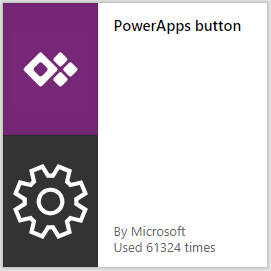 PowerApps button
By Microsoft
Used 61324 times